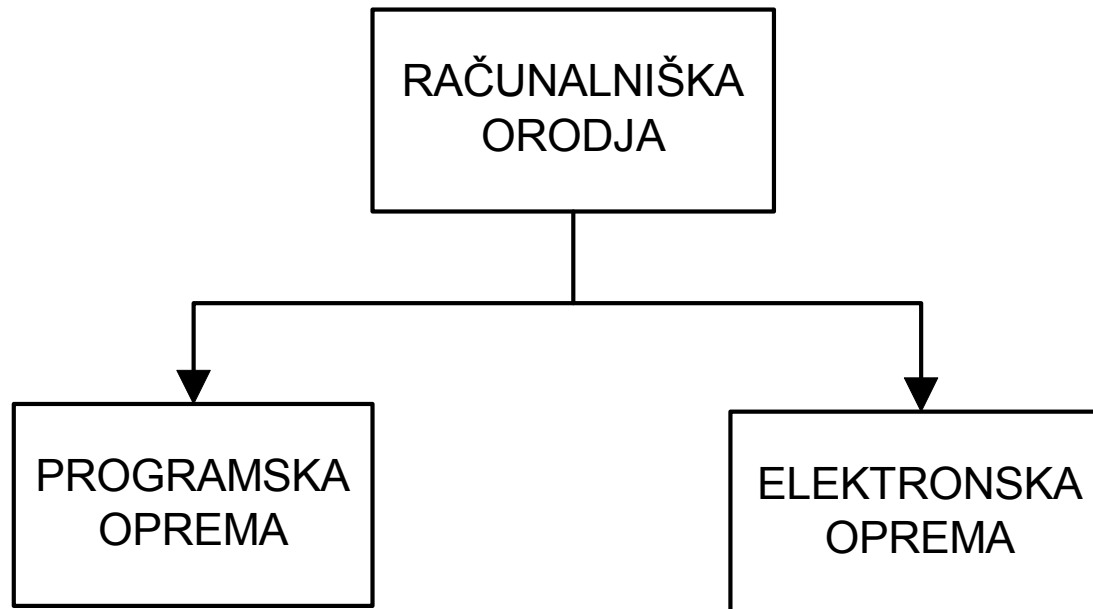 RAČUNALNIŠKA
ORODJA
PROGRAMSKA
OPREMA
ELEKTRONSKA
OPREMA